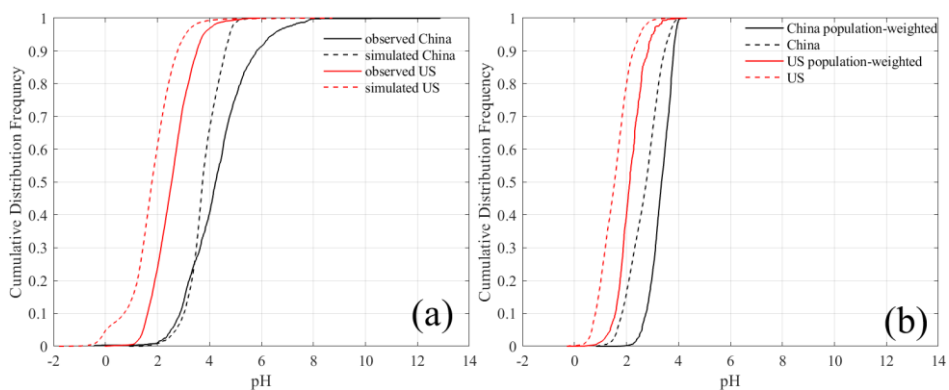 1
0.9
0.8
0.7
0.6
0.5
0.4
0.3
0.2
0.1
0
Cumulative Distribution Frequency
-2 0 2 4 6 8 10 12 14
pH
observed China
simulated China
observed US
simulated US
(a)
1
0.9
0.8
0.7
0.6
0.5
0.4
0.3
0.2
0.1
0
Cumulative Distribution Frequency
-2 0 2 4 6 8 10 12 14
pH
China population-weighted
China
US population-weighted
US
(b)